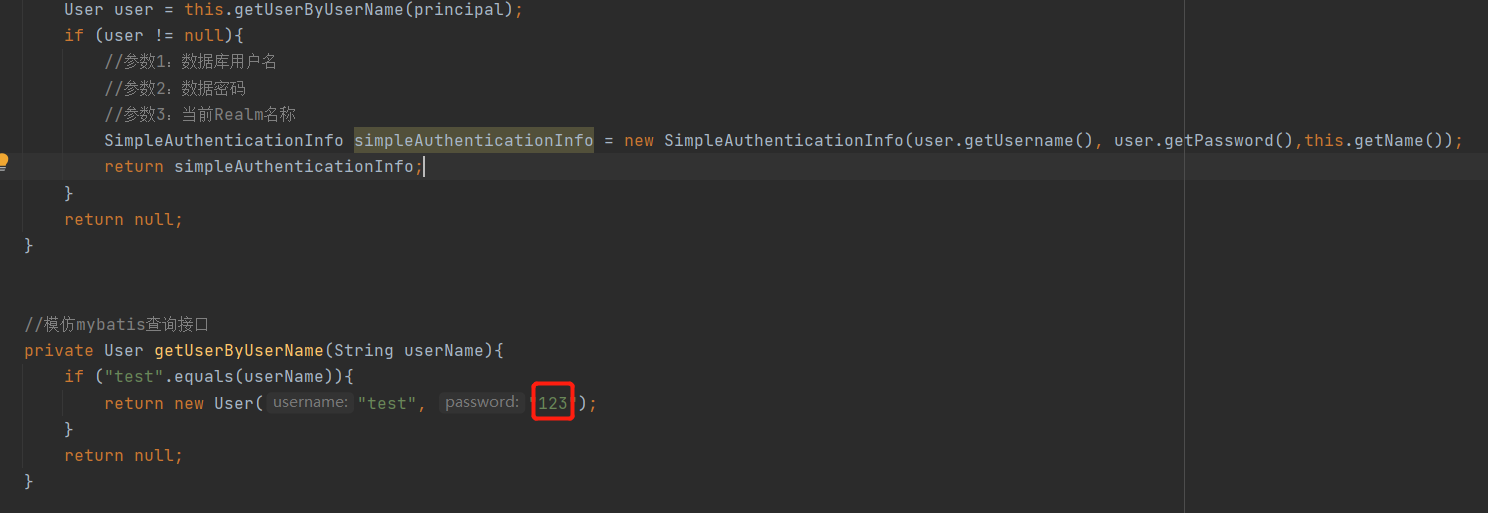 User user = this.getUserByUserName(principal);
if (user != null){
//参数1：数据库用户名
//参数2：数据密码
//参数3：当前Realm名称
SimpleAuthenticationInfo simpleAuthenticationInfo = new SimpleAuthenticationInfo(user.getUsername(), user.getPassword(),this.getName());
return simpleAuthenticationInfo;
}
return null;
}
//模仿mybatis查询接口
private User getUserByUserName(String userName){
if ("test".equals(userName)){
return new User( username: "test", password: "123");
}
return null;
}